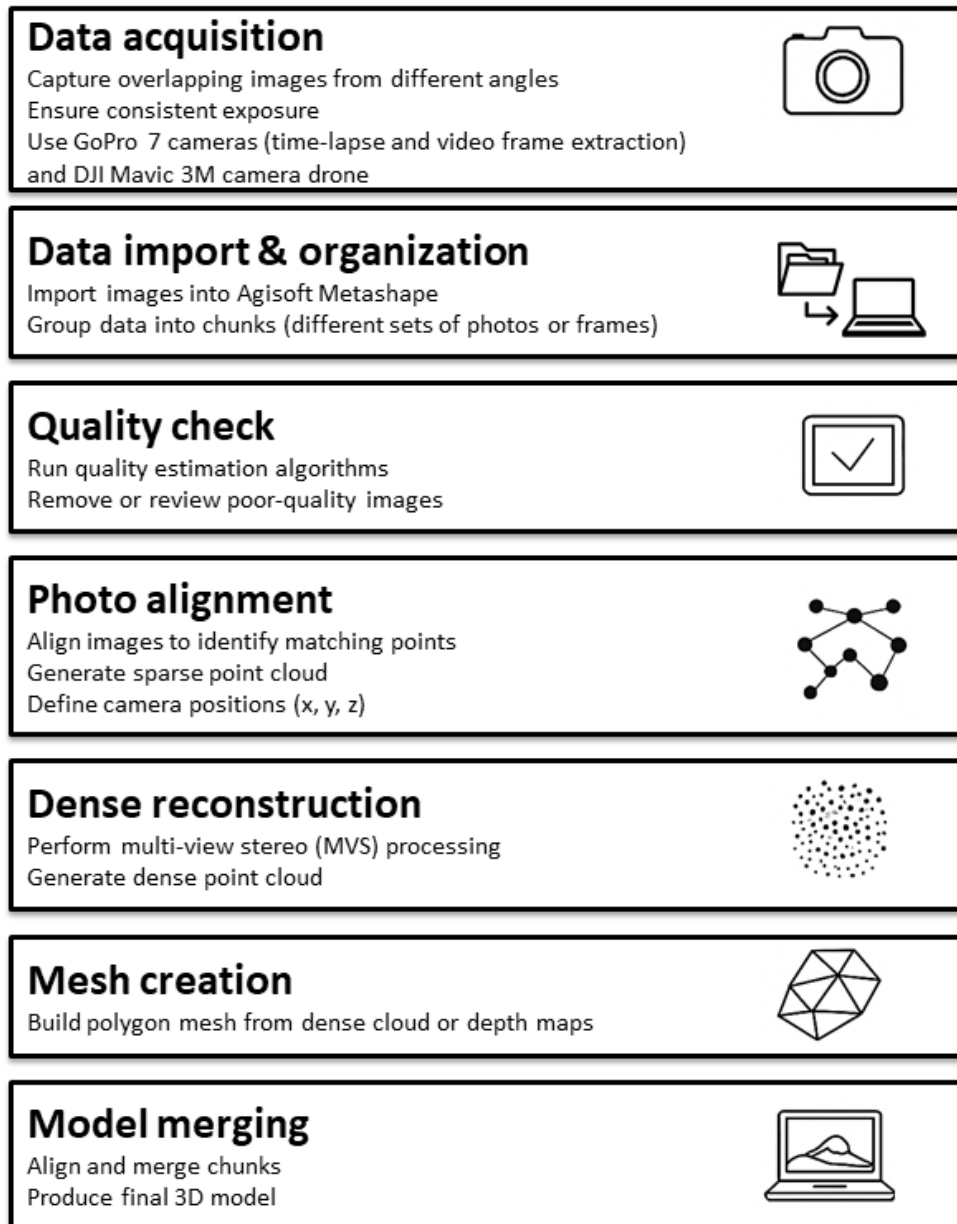 Data acquisition
Capture overlapping images from different angles
Ensure consistent exposure
Use GoPro 7 cameras (time-lapse and video frame extraction)
and DJI Mavic 3M camera drone
Data import & organization
Import images into Agisoft Metashape
Group data into chunks (different sets of photos or frames)
Quality check
Run quality estimation algorithms
Remove or review poor-quality images
Photo alignment
Align images to identify matching points
Generate sparse point cloud
Define camera positions (x, y, z)
Dense reconstruction
Perform multi-view stereo (MVS) processing
Generate dense point cloud
Mesh creation
Build polygon mesh from dense cloud or depth maps
Model merging
Align and merge chunks
Produce final 3D model